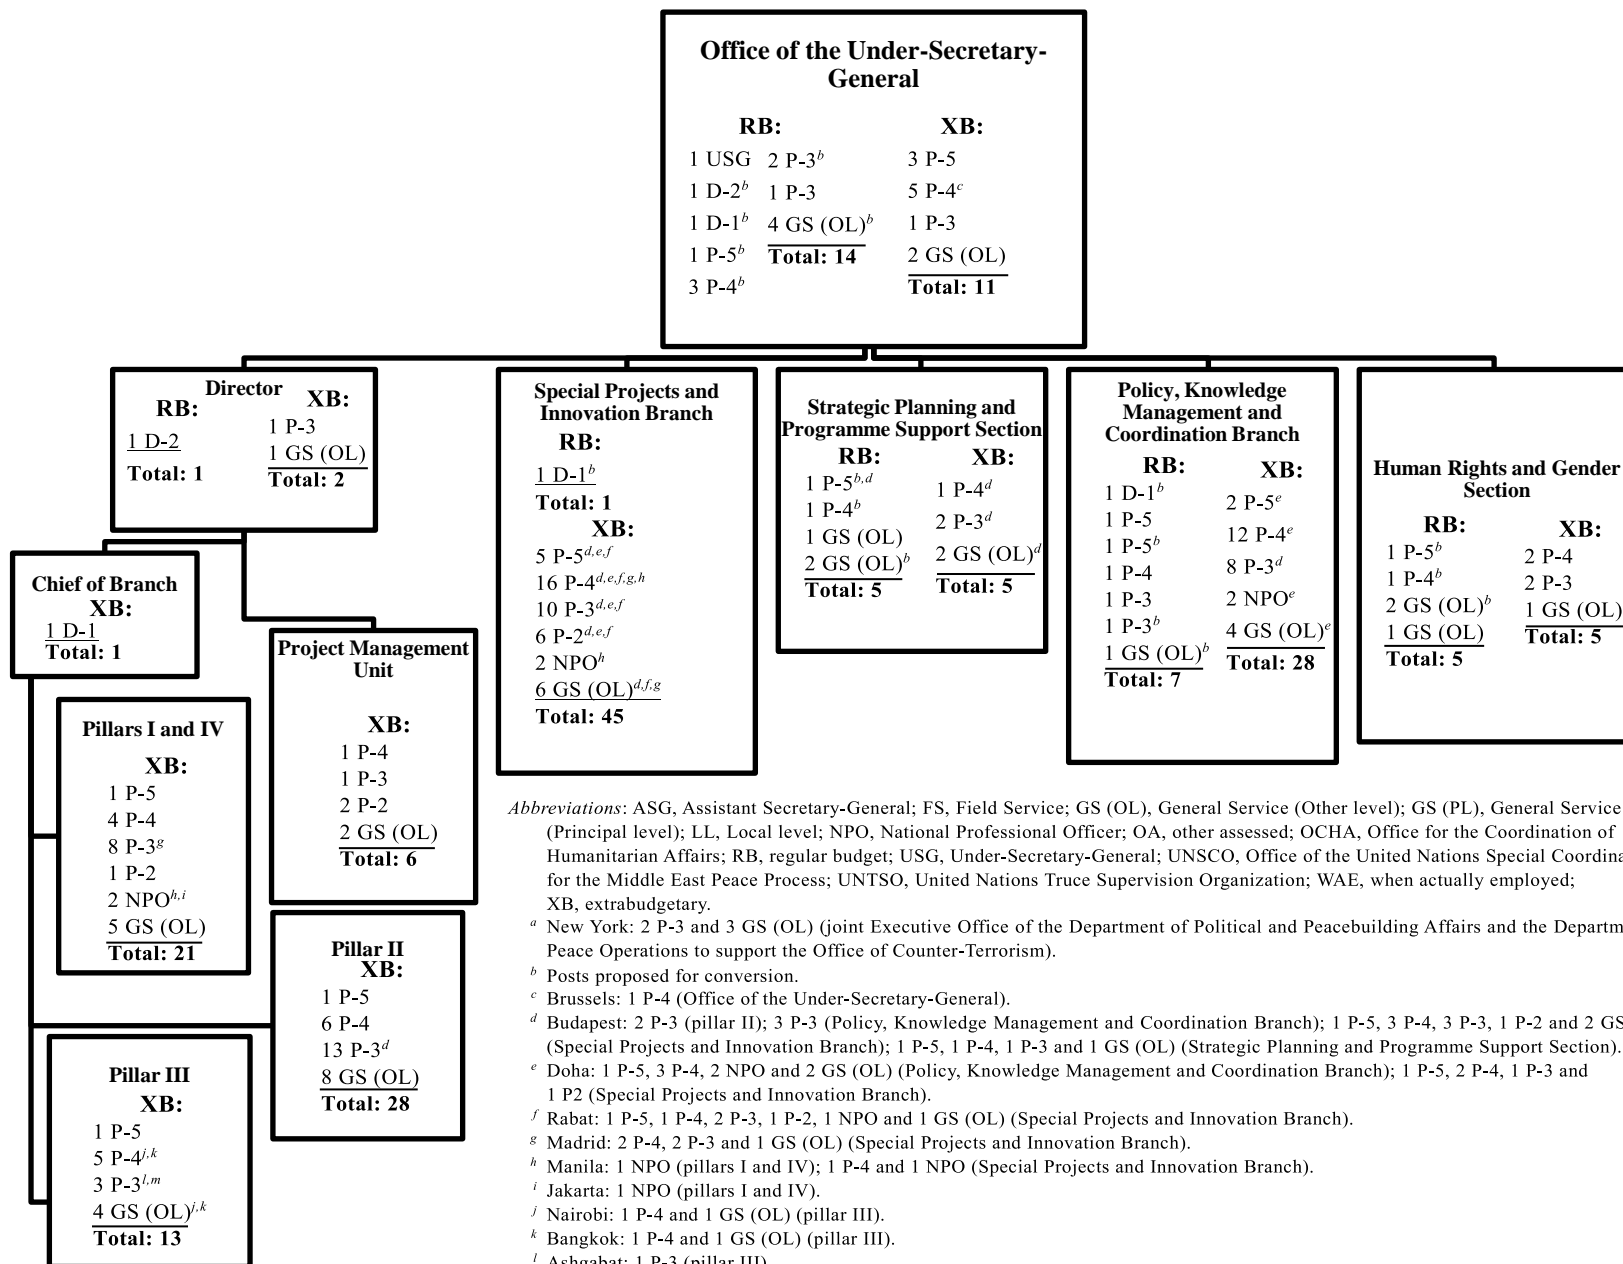 Office of the Under-Secretary-
General
RB:
1 USG
1 D-2b
1 D-1b
1 P-5b
3 P-4b
2 P-3b
1 P-3
4 GS (OL)b
Total: 14
XB:
3 P-5
5 P-4c
1 P-3
2 GS (OL)
Total: 11
Director
RB:
1 D-2
Total: 1
XB:
1 P-3
1 GS (OL)
Total: 2
Special Projects and
Innovation Branch
RB:
1 D-1b
Total: 1
XB:
5 P-5d,e,f
16 P-4d,e,f,g,h
10 P-3d,e,f
6 P-2d,e,f
2 NPOh
6 GS (OL)d,f,g
Total: 45
Strategic Planning and
Programme Support Section
RB:
1 P-5b,d
1 P-4b
1 GS (OL)
2 GS (OL)b
Total: 5
XB:
1 P-4d
2 P-3d
2 GS (OL)d
Total: 5
Policy, Knowledge
Management and
Coordination Branch
RB:
1 D-1b
1 P-5
1 P-5b
1 P-4
1 P-3
1 P-3b
1 GS (OL)b
Total: 7
XB:
2 P-5e
12 P-4e
8 P-3d
2 NPOe
4 GS (OL)e
Total: 28
Human Rights and Gender
Section
RB:
1 P-5b
1 P-4b
2 GS (OL)b
1 GS (OL)
Total: 5
XB:
2 P-4
2 P-3
1 GS (OL)
Total: 5
Chief of Branch
XB:
1 D-1
Total: 1
Project Management
Unit
XB:
1 P-4
1 P-3
2 P-2
2 GS (OL)
Total: 6
Pillars I and IV
XB:
1 P-5
4 P-4
8 P-3g
1 P-2
2 NPOh,i
5 GS (OL)
Total: 21
Pillar II
XB:
1 P-5
6 P-4
13 P-3d
8 GS (OL)
Total: 28
Pillar III
XB:
1 P-5
5 P-4j,k
3 P-3l,m
4 GS (OL)j,k
Total: 13
Abbreviations: ASG, Assistant Secretary-General; FS, Field Service; GS (OL), General Service (Other level); GS (PL), General Service
(Principal level); LL, Local level; NPO, National Professional Officer; OA, other assessed; OCHA, Office for the Coordination of
Humanitarian Affairs; RB, regular budget; USG, Under-Secretary-General; UNSCO, Office of the United Nations Special Coordina
for the Middle East Peace Process; UNTSO, United Nations Truce Supervision Organization; WAE, when actually employed;
XB, extrabudgetary.
a New York: 2 P-3 and 3 GS (OL) (joint Executive Office of the Department of Political and Peacebuilding Affairs and the Departm
Peace Operations to support the Office of Counter-Terrorism).
b Posts proposed for conversion.
c Brussels: 1 P-4 (Office of the Under-Secretary-General).
d Budapest: 2 P-3 (pillar II); 3 P-3 (Policy, Knowledge Management and Coordination Branch); 1 P-5, 3 P-4, 3 P-3, 1 P-2 and 2 GS
(Special Projects and Innovation Branch); 1 P-5, 1 P-4, 1 P-3 and 1 GS (OL) (Strategic Planning and Programme Support Section).
e Doha: 1 P-5, 3 P-4, 2 NPO and 2 GS (OL) (Policy, Knowledge Management and Coordination Branch); 1 P-5, 2 P-4, 1 P-3 and
1 P2 (Special Projects and Innovation Branch).
f Rabat: 1 P-5, 1 P-4, 2 P-3, 1 P-2, 1 NPO and 1 GS (OL) (Special Projects and Innovation Branch).
g Madrid: 2 P-4, 2 P-3 and 1 GS (OL) (Special Projects and Innovation Branch).
h Manila: 1 NPO (pillars I and IV); 1 P-4 and 1 NPO (Special Projects and Innovation Branch).
i Jakarta: 1 NPO (pillars I and IV).
j Nairobi: 1 P-4 and 1 GS (OL) (pillar III).
k Bangkok: 1 P-4 and 1 GS (OL) (pillar III).
l Ashgabat: 1 P-3 (pillar III).